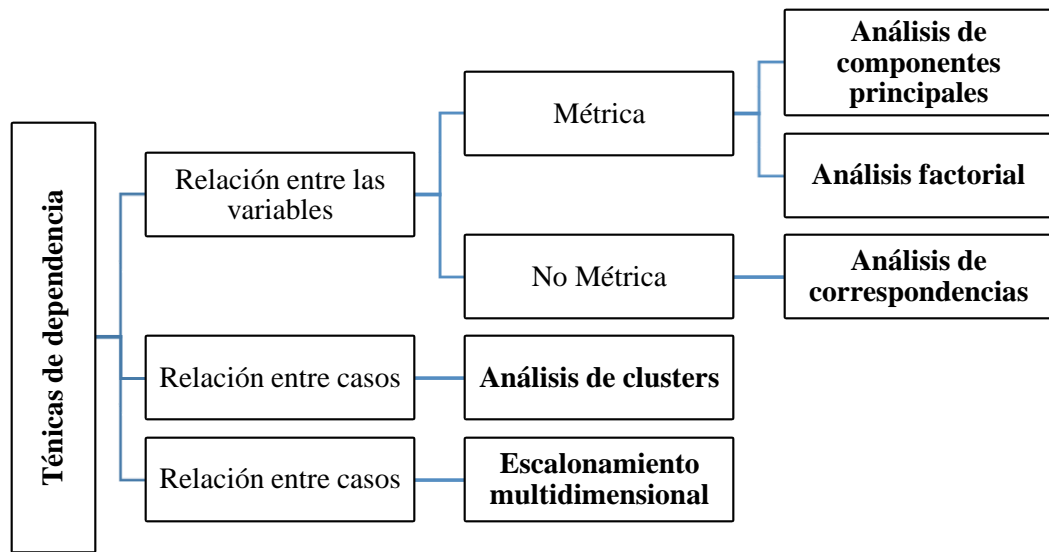 Ténicas de dependencia
Relación entre las
variables
Métrica
Análisis de
componentes
principales
Análisis factorial
No Métrica
Análisis de
correspondencias
Relación entre casos
Análisis de clusters
Relación entre casos
Escalonamiento
multidimensional